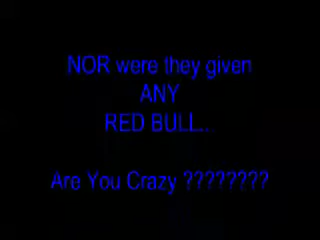 NOR were they given
ANY
RED BULL..
Are You Crazy ????????